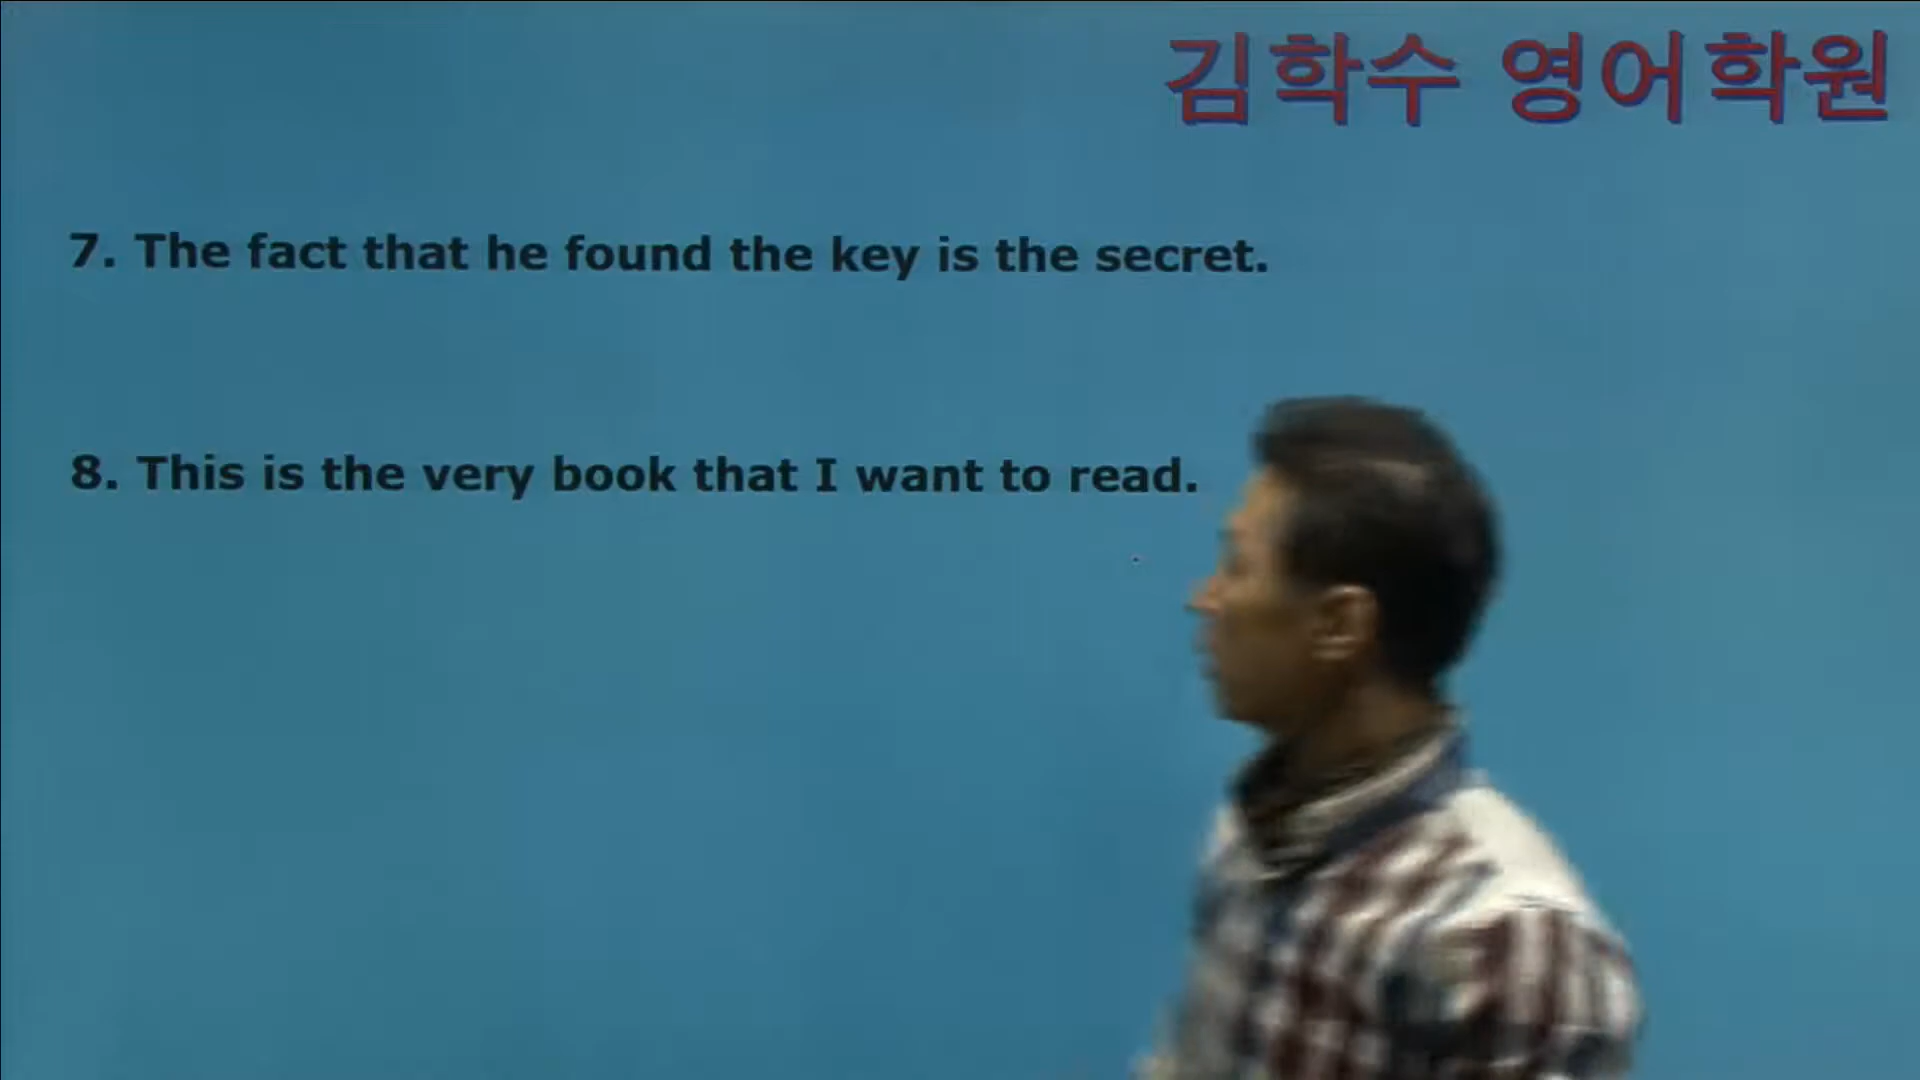 김학수 영어학원
7. The fact that he found the key is the secret.
8. This is the very book that I want to read.